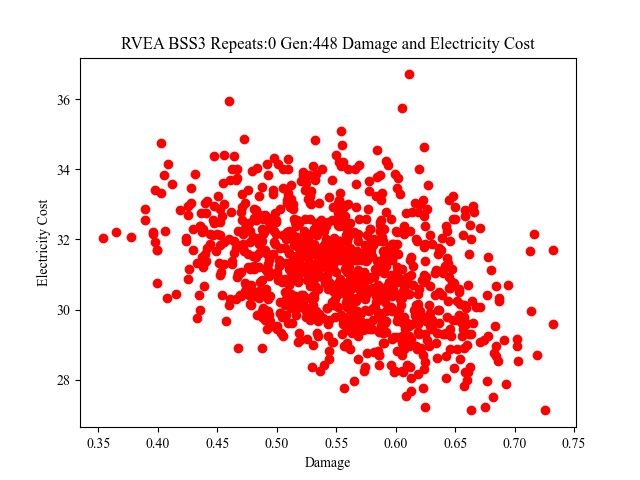 RVEA BSS3 Repeats:0 Gen:448 Damage and Electricity Cost
36
34
32
30
28
Electricity Cost
0.35 0.40 0.45 0.50 0.55 0.60 0.65 0.70 0.75
Damage